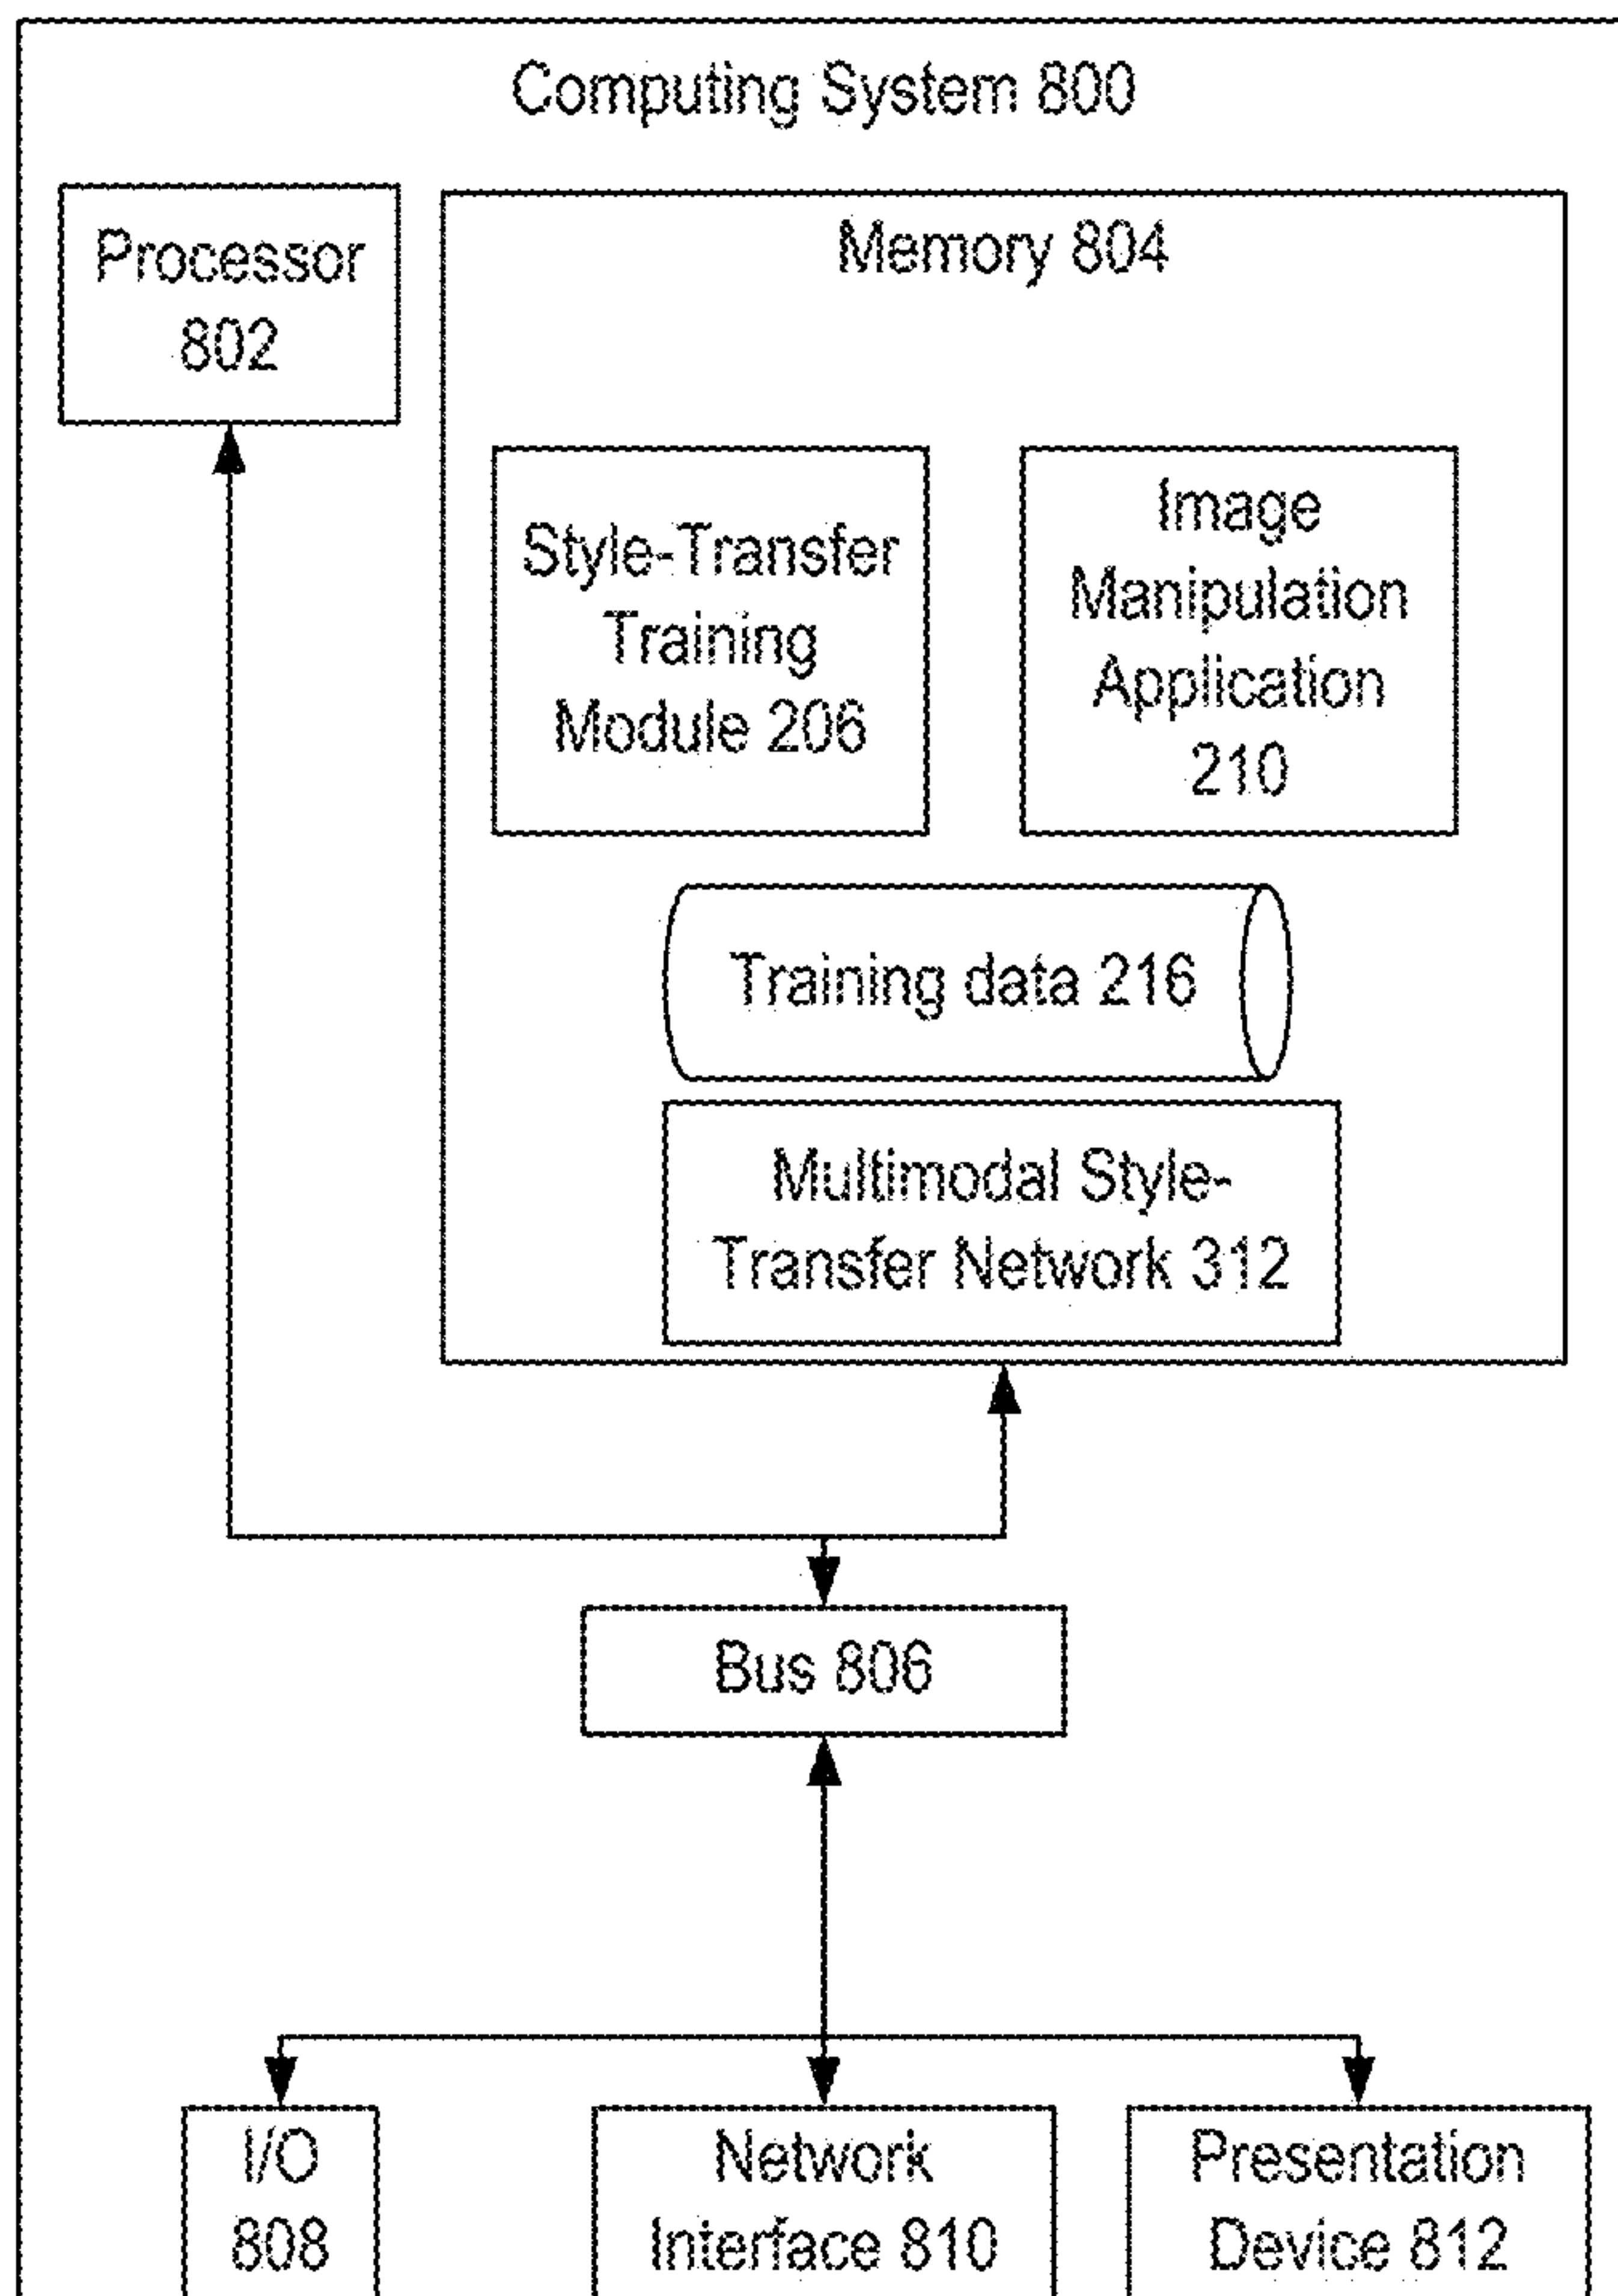 Computing System 800
Processor
802
Memory 804
Style-Transfer
Training
Module 206
Image
Manipulation
Application
210
Training data 216
Multimodal Style-
Transfer Network 312
Bus 806
I/O
808
Network
Interface 810
Presentation
Device 812